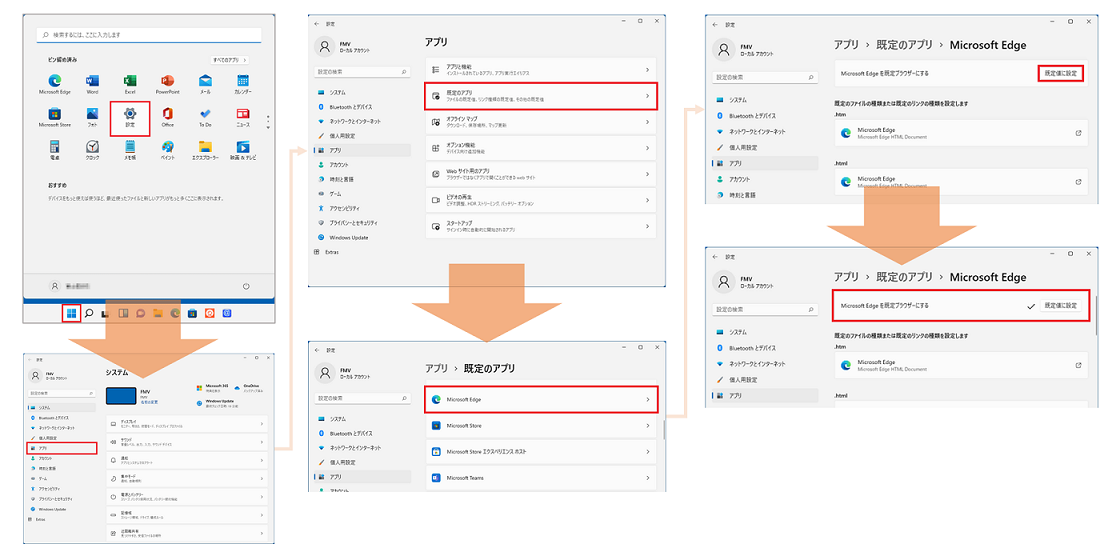 検索するには、ここに入力します
ピン留め済み
すべてのアプリ
Microsoft Edge
Word
Excel
PowerPoint
メール
カレンダー
Microsoft Store
フォト
設定
Office
To Do
ニュース
電卓
クロック
メモ帳
ペイント
エクスプローラー
映画 & テレビ
おすすめ
デバイスをもっと使えば使うほど、最近使ったファイルと新しいアプリがもっと多くここに表示されます。
設定
FMV
ローカル アカウント
設定の検索
システム
Bluetooth とデバイス
ネットワークとインターネット
個人用設定
アプリ
アカウント
時刻と言語
ゲーム
アクセシビリティ
プライバシーとセキュリティ
Windows Update
Extras
システム
FMV
名前の変更
Microsoft 365
OneDrive
Windows Update
ディスプレイ
サウンド
通知
集中モード
電源とバッテリー
記憶域
近距離共有
設定
FMV
ローカル アカウント
設定の検索
システム
Bluetooth とデバイス
ネットワークとインターネット
個人用設定
アプリ
アカウント
時刻と言語
ゲーム
アクセシビリティ
プライバシーとセキュリティ
Windows Update
Extras
アプリ
アプリと機能
インストールされているアプリ、アプリ実行エイリアス
既定のアプリ
ファイルの既定値、リンク種類の既定値、その他の既定値
オフライン マップ
ダウンロード、保存場所、マップ更新
オプション機能
デバイス向け追加機能
Web サイト用のアプリ
ブラウザーではなくアプリで開くことができる web サイト
ビデオの再生
ビデオ調整、HDR ストリーミング、バッテリー オプション
スタートアップ
サインイン時に自動的に開始されるアプリ
設定
FMV
ローカル アカウント
設定の検索
システム
Bluetooth とデバイス
ネットワークとインターネット
個人用設定
アプリ
アカウント
アプリ › 既定のアプリ
Microsoft Edge
Microsoft Store
Microsoft Store エクスペリエンス ホスト
Microsoft Teams
設定
FMV
ローカル アカウント
設定の検索
システム
Bluetooth とデバイス
ネットワークとインターネット
個人用設定
アプリ
アカウント
時刻と言語
アプリ › 既定のアプリ › Microsoft Edge
Microsoft Edge を既定ブラウザーにする
既定値に設定
既定のファイルの種類または既定のリンクの種類を設定します
.htm
Microsoft Edge
Microsoft Edge HTML Document
.html
Microsoft Edge
Microsoft Edge HTML Document
設定
FMV
ローカル アカウント
設定の検索
システム
Bluetooth とデバイス
ネットワークとインターネット
個人用設定
アプリ
アプリ › 既定のアプリ › Microsoft Edge
Microsoft Edge を既定ブラウザーにする
既定値に設定
既定のファイルの種類または既定のリンクの種類を設定します
.htm
Microsoft Edge
Microsoft Edge HTML Document
.html